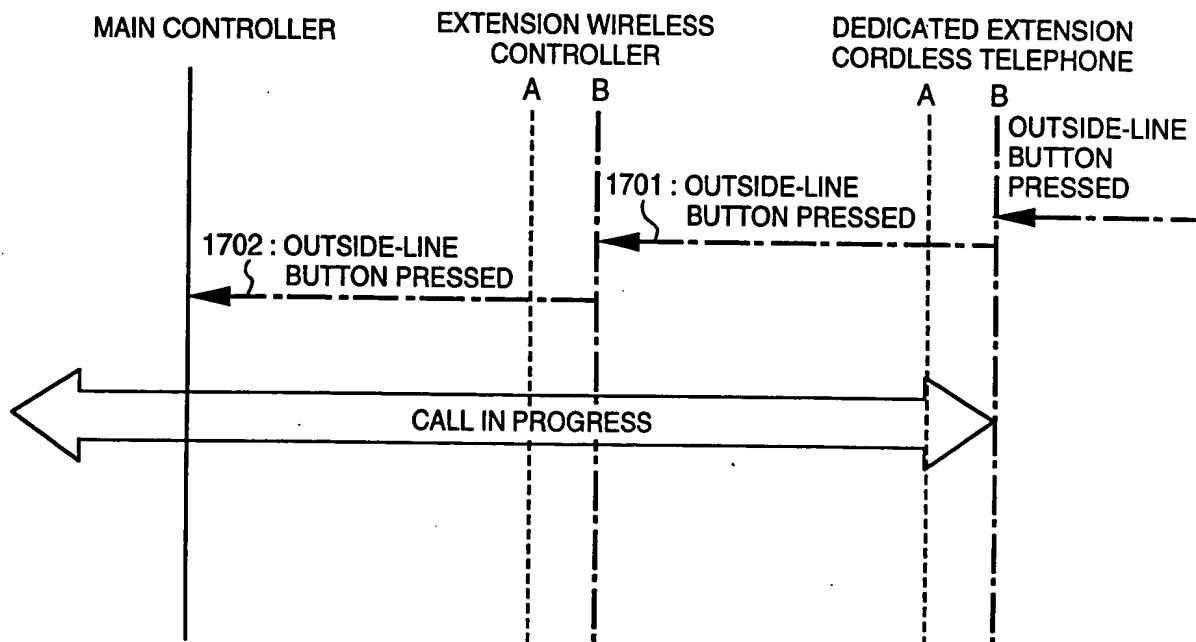 MAIN CONTROLLER
EXTENSION WIRELESS
CONTROLLER
A B
DEDICATED EXTENSION
CORDLESS TELEPHONE
A B
OUTSIDE-LINE
BUTTON
PRESSED
1701 : OUTSIDE-LINE
BUTTON PRESSED
1702 : OUTSIDE-LINE
BUTTON PRESSED
CALL IN PROGRESS